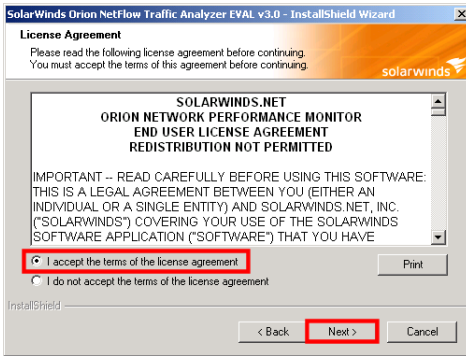 SolarWinds Orion NetFlow Traffic Analyzer EVAL v3.0 - InstallShield Wizard
License Agreement
Please read the following license agreement before continuing.
You must accept the terms of this agreement before continuing.
solarwinds
SOLARWINDS.NET
ORION NETWORK PERFORMANCE MONITOR
END USER LICENSE AGREEMENT
REDISTRIBUTION NOT PERMITTED
IMPORTANT -- READ CAREFULLY BEFORE USING THIS SOFTWARE:
THIS IS A LEGAL AGREEMENT BETWEEN YOU (EITHER AN
INDIVIDUAL OR A SINGLE ENTITY) AND SOLARWINDS.NET, INC.
("SOLARWINDS") COVERING YOUR USE OF THE SOLARWINDS
SOFTWARE APPLICATION ("SOFTWARE") THAT YOU HAVE
I accept the terms of the license agreement
Print
I do not accept the terms of the license agreement
InstallShield
< Back
Next >
Cancel